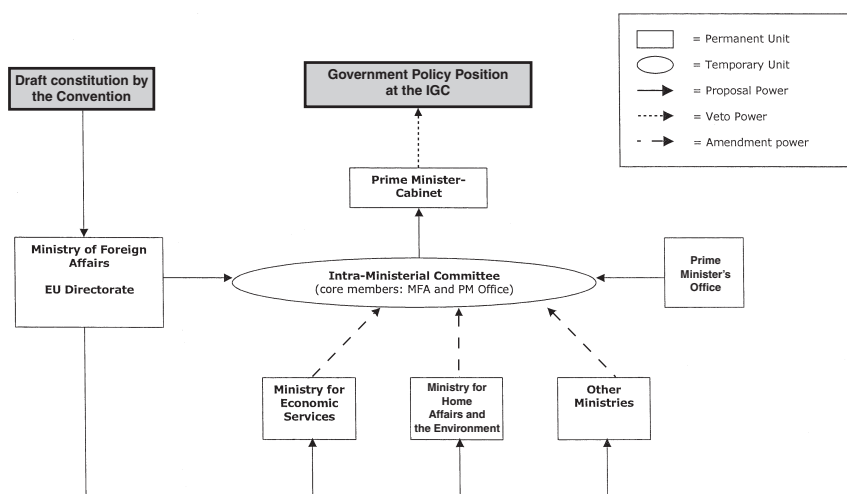 = Permanent Unit
= Temporary Unit
= Proposal Power
= Veto Power
= Amendment power
Draft constitution by
the Convention
Government Policy Position
at the IGC
Prime Minister-
Cabinet
Ministry of Foreign
Affairs
EU Directorate
Intra-Ministerial Committee
(core members: MFA and PM Office)
Prime
Minister's
Office
Ministry for
Economic
Services
Ministry for
Home
Affairs and
the Environment
Other
Ministries